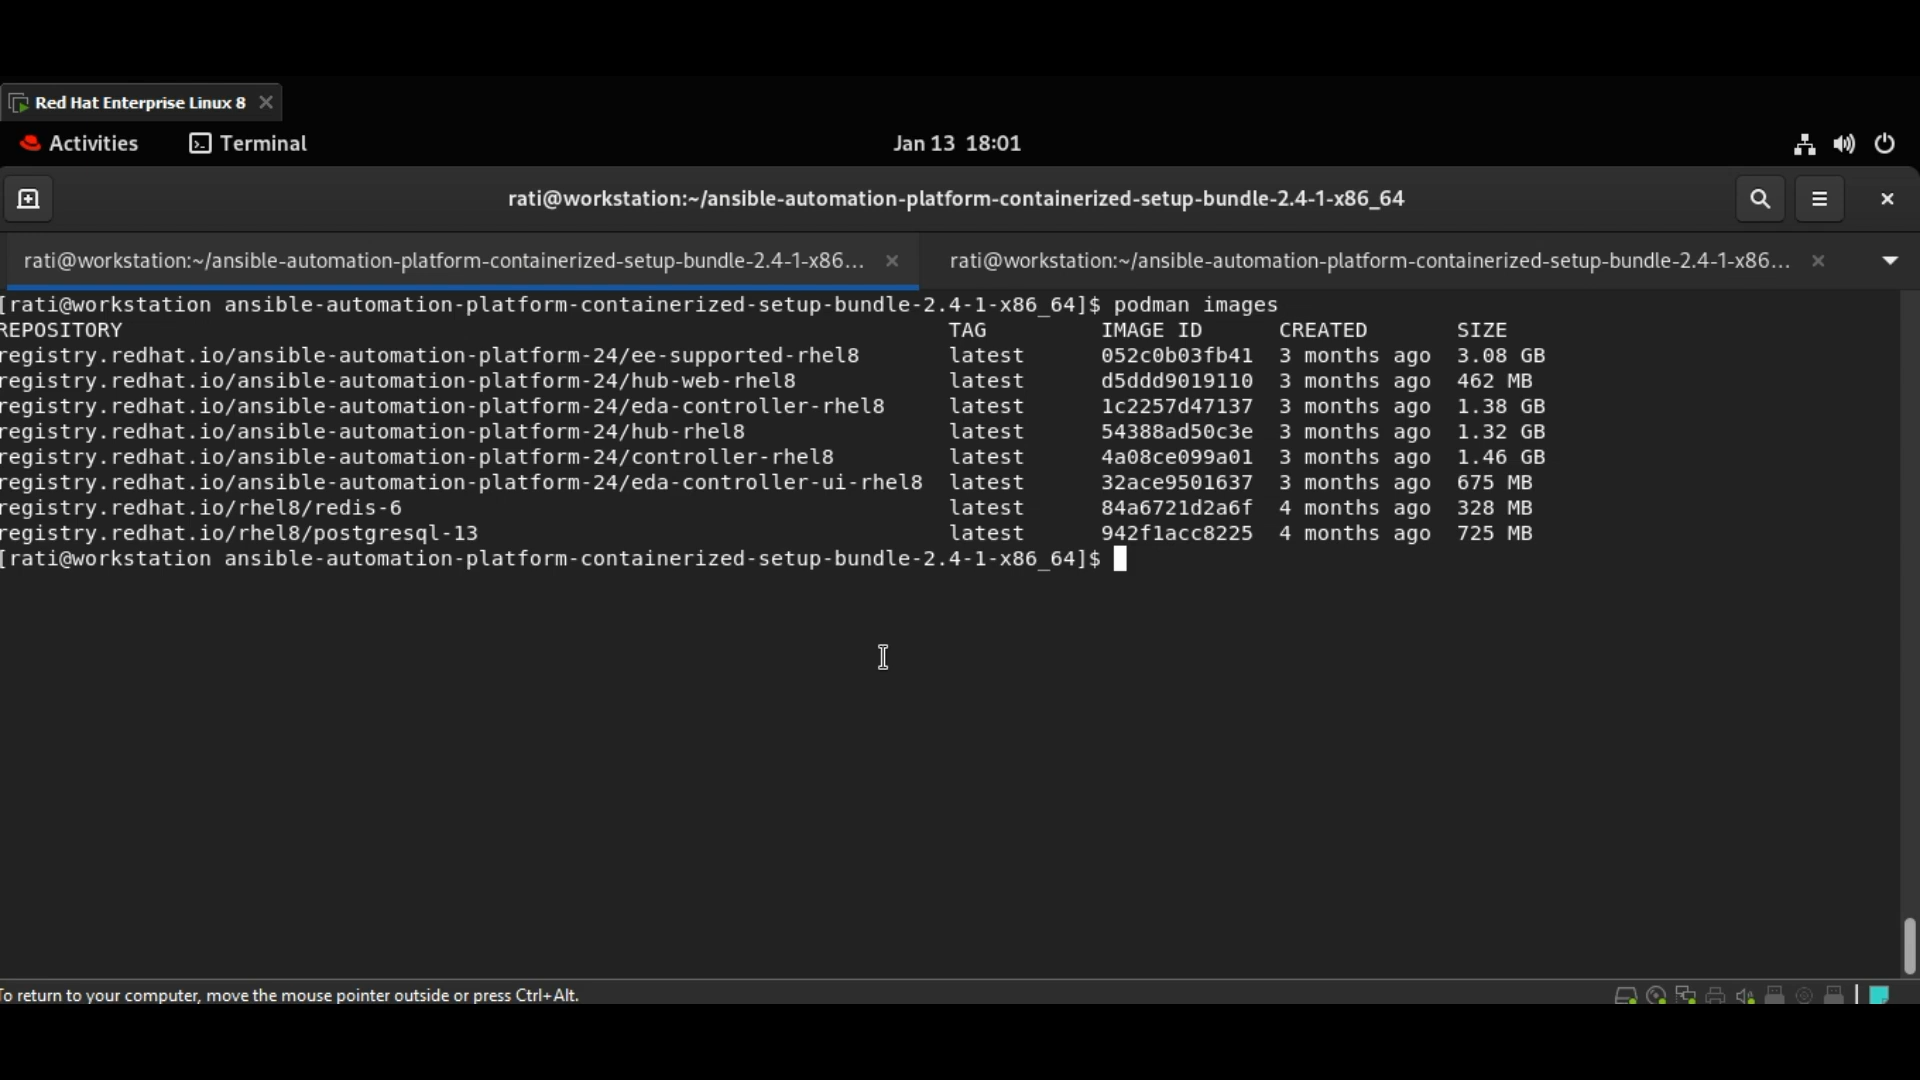 Red Hat Enterprise Linux 8
Activities Terminal Jan 13 18:01
rati@workstation:~/ansible-automation-platform-containerized-setup-bundle-2.4-1-x86_64
rati@workstation:~/ansible-automation-platform-containerized-setup-bundle-2.4-1-x86... rati@workstation:~/ansible-automation-platform-containerized-setup-bundle-2.4-1-x86...
[rati@workstation ansible-automation-platform-containerized-setup-bundle-2.4-1-x86_64]$ podman images
REPOSITORY TAG IMAGE ID CREATED SIZE
registry.redhat.io/ansible-automation-platform-24/ee-supported-rhel8 latest 052c0b03fb41 3 months ago 3.08 GB
registry.redhat.io/ansible-automation-platform-24/hub-web-rhel8 latest d5ddd9019110 3 months ago 462 MB
registry.redhat.io/ansible-automation-platform-24/eda-controller-rhel8 latest 1c2257d47137 3 months ago 1.38 GB
registry.redhat.io/ansible-automation-platform-24/hub-rhel8 latest 54388ad50c3e 3 months ago 1.32 GB
registry.redhat.io/ansible-automation-platform-24/controller-rhel8 latest 4a08ce099a01 3 months ago 1.46 GB
registry.redhat.io/ansible-automation-platform-24/eda-controller-ui-rhel8 latest 32ace9501637 3 months ago 675 MB
registry.redhat.io/rhel8/redis-6 latest 84a6721d2a6f 4 months ago 328 MB
registry.redhat.io/rhel8/postgresql-13 latest 942f1acc8225 4 months ago 725 MB
[rati@workstation ansible-automation-platform-containerized-setup-bundle-2.4-1-x86_64]$
To return to your computer, move the mouse pointer outside or press Ctrl+Alt.